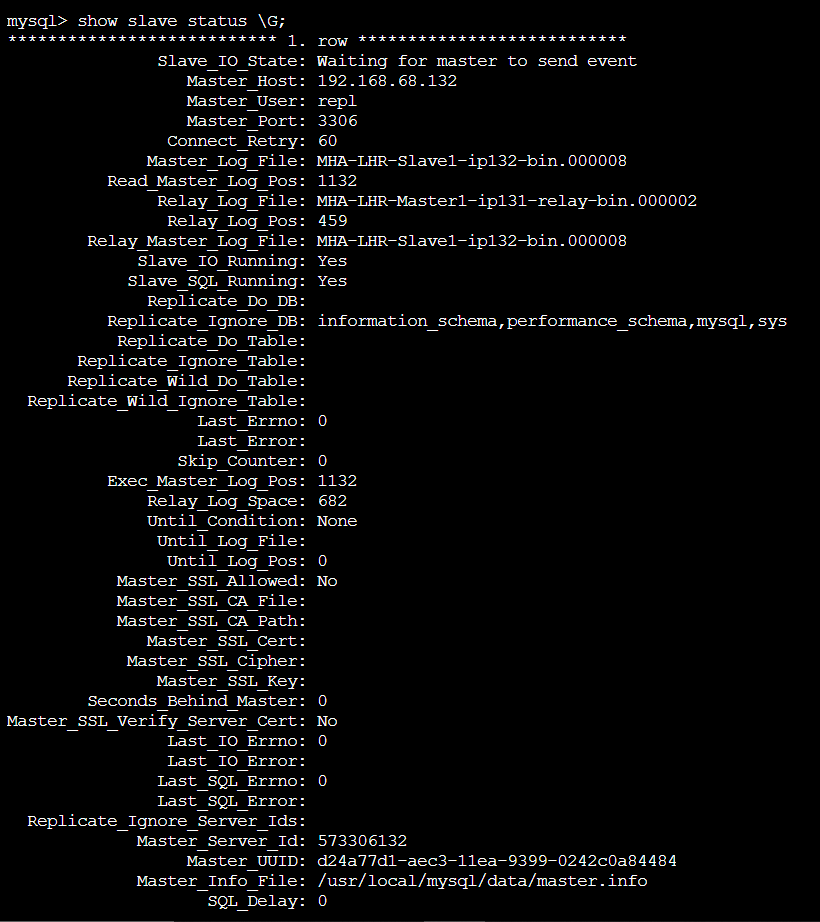 mysql> show slave status \G;
*************************** 1. row ***************************
Slave_IO_State: Waiting for master to send event
Master_Host: 192.168.68.132
Master_User: repl
Master_Port: 3306
Connect_Retry: 60
Master_Log_File: MHA-LHR-Slave1-ip132-bin.000008
Read_Master_Log_Pos: 1132
Relay_Log_File: MHA-LHR-Master1-ip131-relay-bin.000002
Relay_Log_Pos: 459
Relay_Master_Log_File: MHA-LHR-Slave1-ip132-bin.000008
Slave_IO_Running: Yes
Slave_SQL_Running: Yes
Replicate_Do_DB:
Replicate_Ignore_DB: information_schema,performance_schema,mysql,sys
Replicate_Do_Table:
Replicate_Ignore_Table:
Replicate_Wild_Do_Table:
Replicate_Wild_Ignore_Table:
Last_Errno: 0
Last_Error:
Skip_Counter: 0
Exec_Master_Log_Pos: 1132
Relay_Log_Space: 682
Until_Condition: None
Until_Log_File:
Until_Log_Pos: 0
Master_SSL_Allowed: No
Master_SSL_CA_File:
Master_SSL_CA_Path:
Master_SSL_Cert:
Master_SSL_Cipher:
Master_SSL_Key:
Seconds_Behind_Master: 0
Master_SSL_Verify_Server_Cert: No
Last_IO_Errno: 0
Last_IO_Error:
Last_SQL_Errno: 0
Last_SQL_Error:
Replicate_Ignore_Server_Ids:
Master_Server_Id: 573306132
Master_UUID: d24a77d1-aec3-11ea-9399-0242c0a84484
Master_Info_File: /usr/local/mysql/data/master.info
SQL_Delay: 0